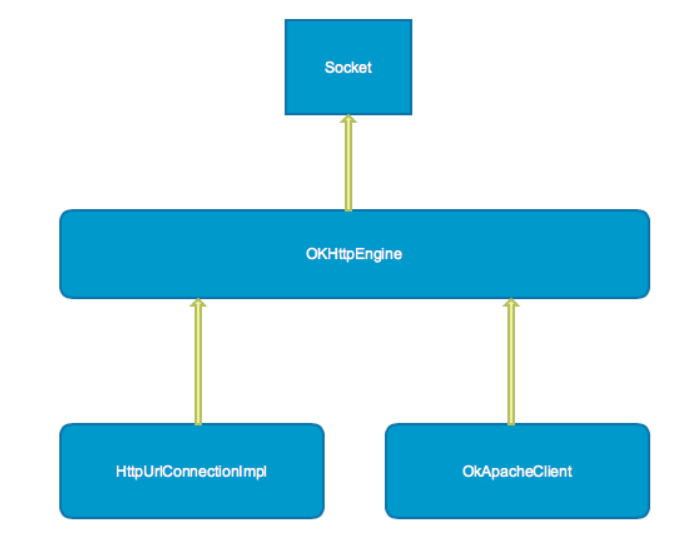 Socket
OKHttpEngine
HttpUrlConnectionImpl
OkApacheClient